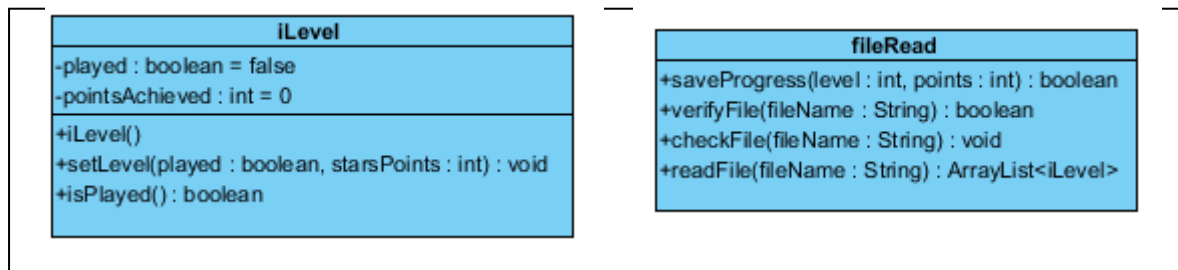 iLevel
-played : boolean = false
-pointsAchieved : int = 0
+iLevel()
+setLevel(played : boolean, starsPoints : int) : void
+isPlayed() : boolean
fileRead
+saveProgress(level : int, points : int) : boolean
+verifyFile(fileName : String) : boolean
+checkFile(fileName : String) : void
+readFile(fileName : String) : ArrayList<iLevel>